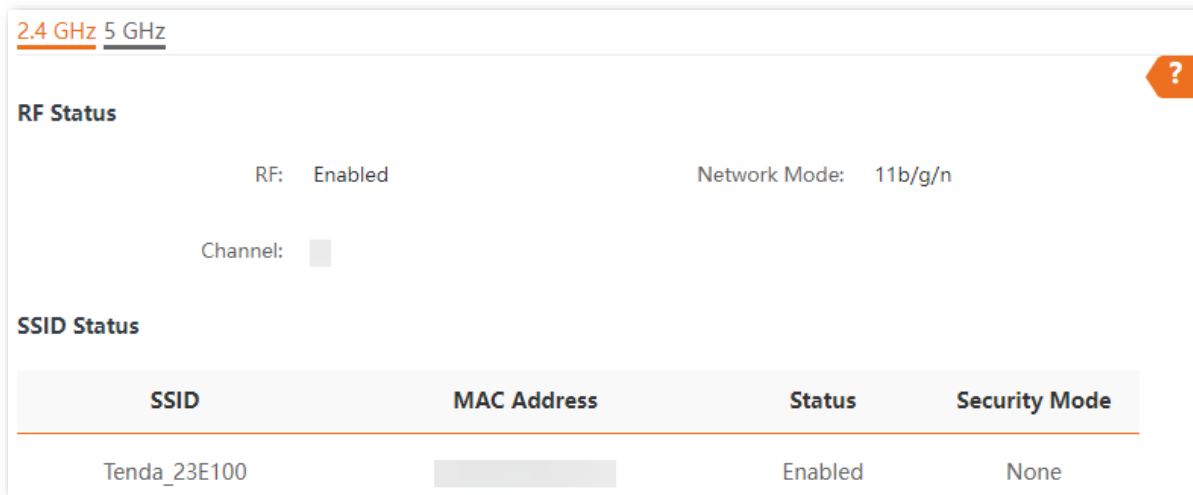 2.4 GHz 5 GHz
?
RF Status
RF: Enabled Network Mode: 11b/g/n
Channel:
SSID Status
SSID MAC Address Status Security Mode
Tenda_23E100 Enabled None